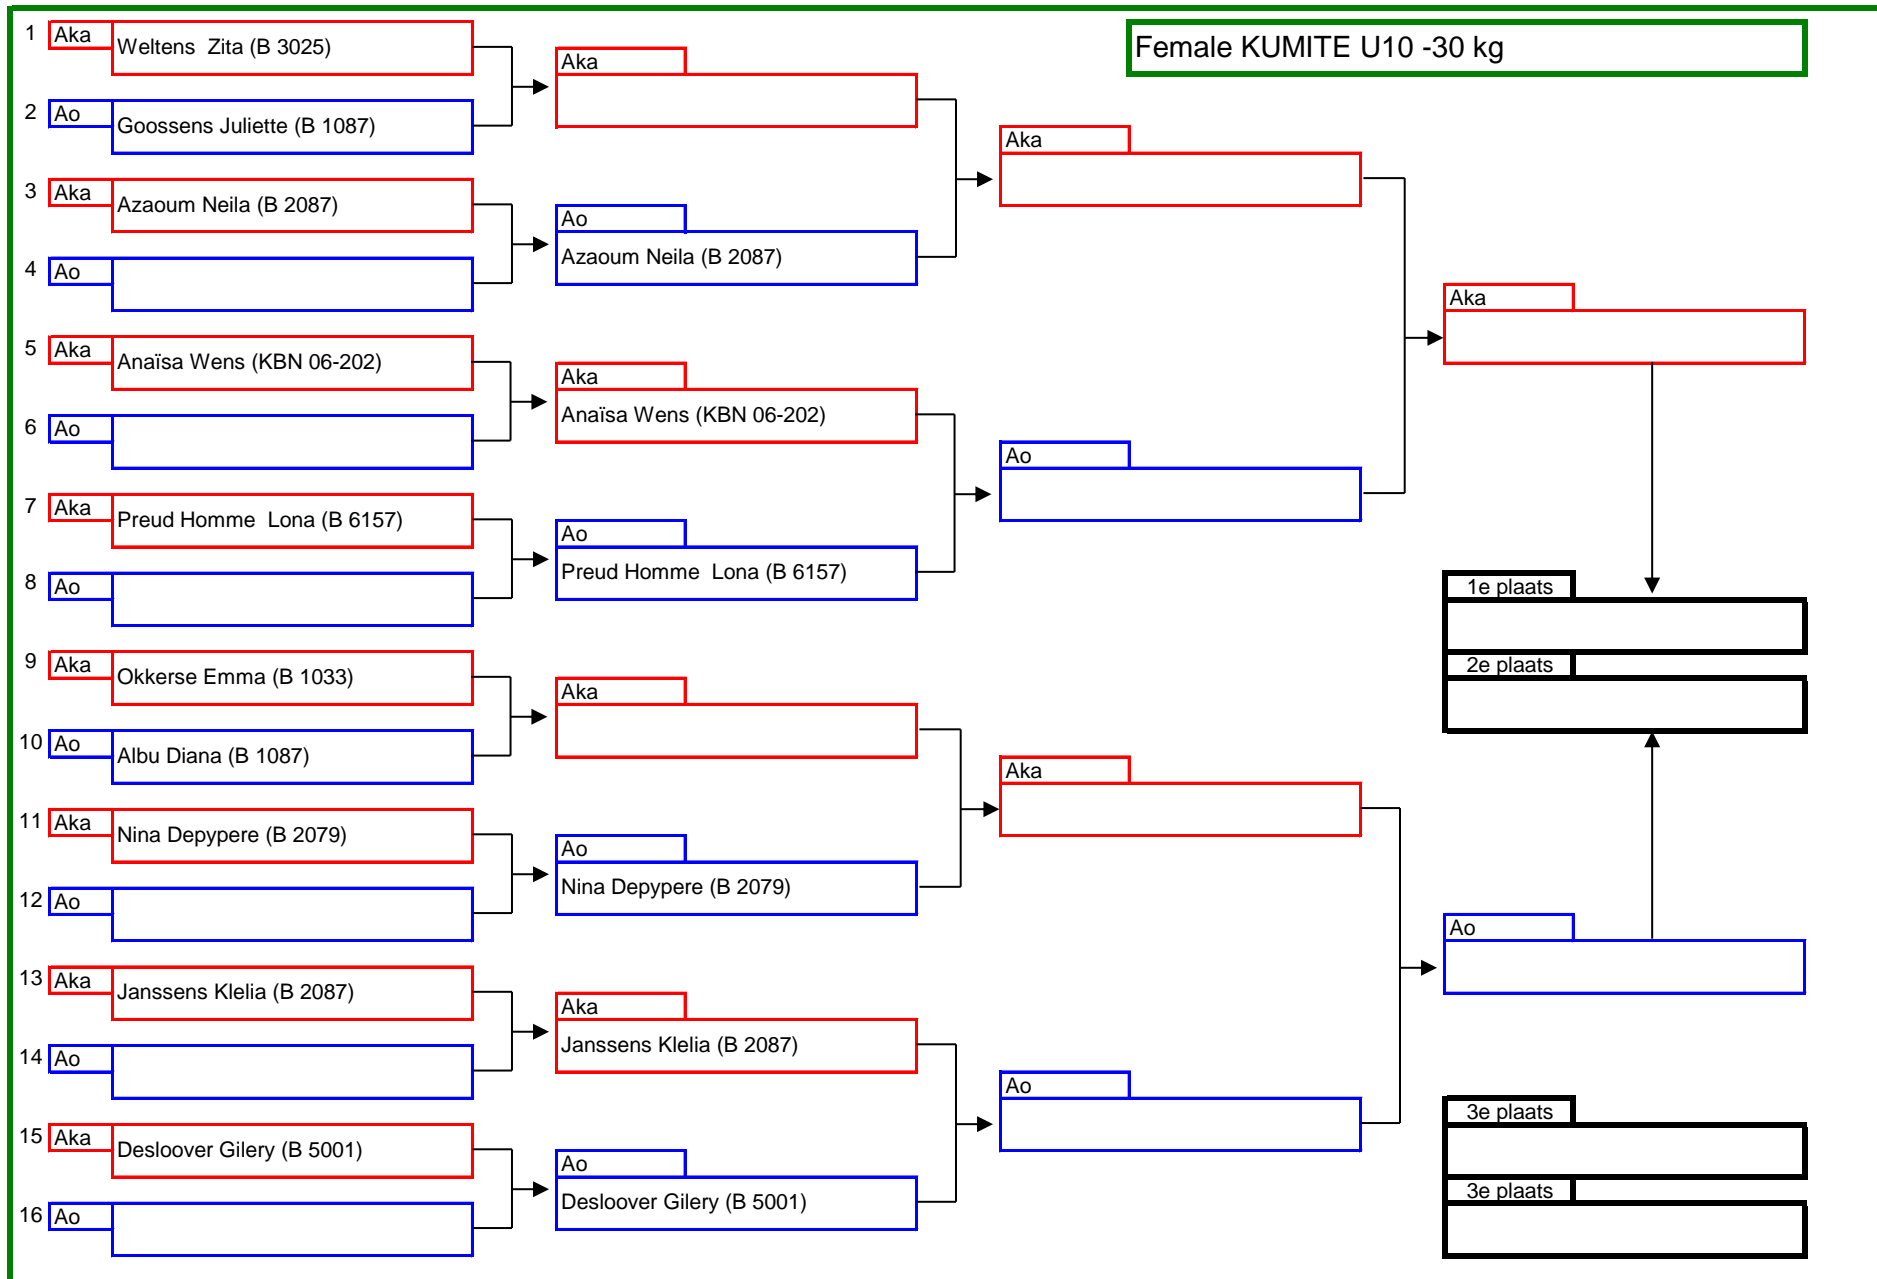 Female KUMITE U10 -30 kg
1 Aka
Weltens  Zita (B 3025)
2 Ao
Goossens Juliette (B 1087)
3 Aka
Azaoum Neila (B 2087)
4 Ao
5 Aka
Anaïsa Wens (KBN 06-202)
6 Ao
7 Aka
Preud Homme  Lona (B 6157)
8 Ao
9 Aka
Okkerse Emma (B 1033)
10 Ao
Albu Diana (B 1087)
11 Aka
Nina Depypere (B 2079)
12 Ao
13 Aka
Janssens Klelia (B 2087)
14 Ao
15 Aka
Desloover Gilery (B 5001)
16 Ao
Aka
Ao
Azaoum Neila (B 2087)
Aka
Anaïsa Wens (KBN 06-202)
Ao
Preud Homme  Lona (B 6157)
Aka
Ao
Nina Depypere (B 2079)
Aka
Janssens Klelia (B 2087)
Ao
Desloover Gilery (B 5001)
Aka
Ao
Aka
Ao
Aka
1e plaats
2e plaats
Ao
3e plaats
3e plaats